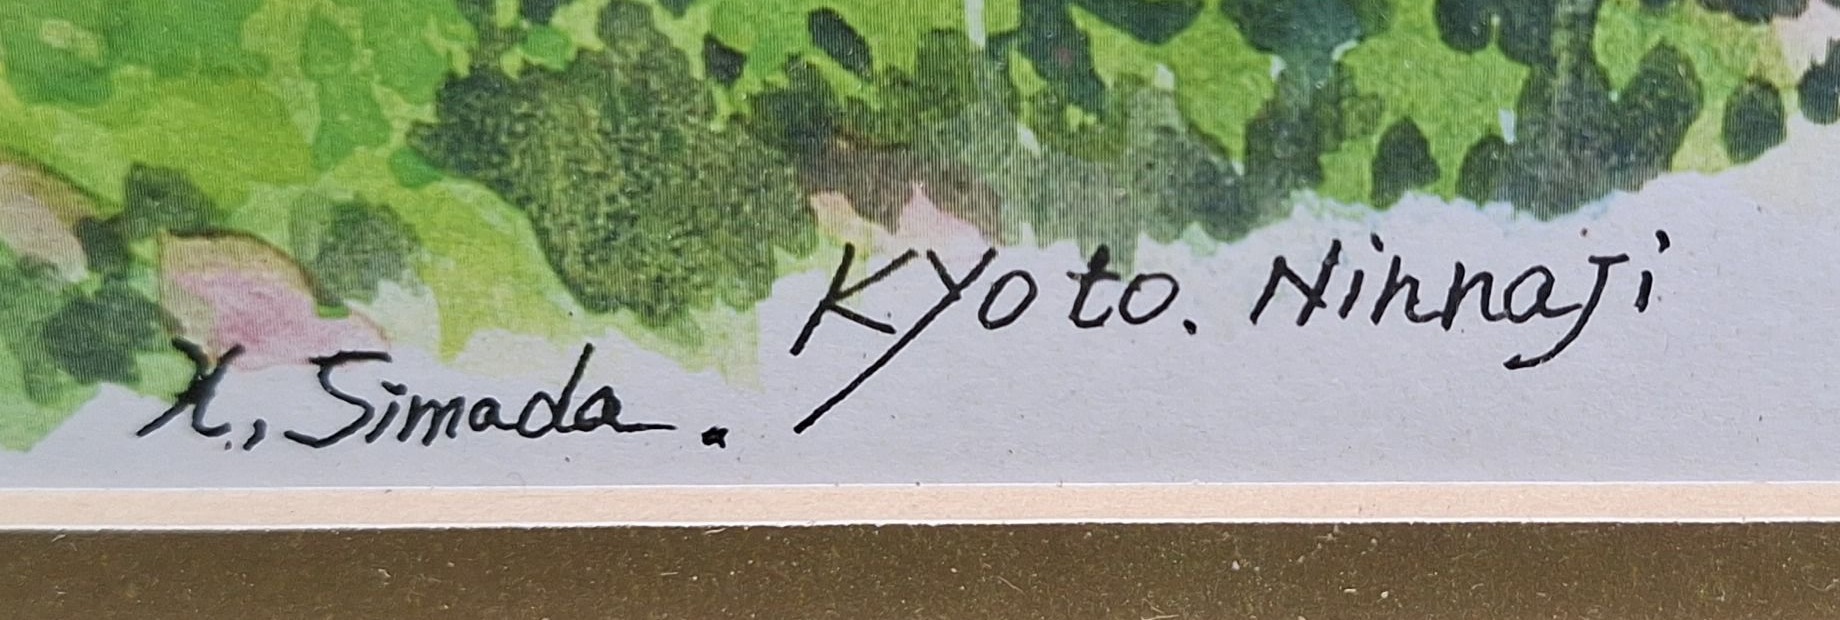 Kyoto. Ninnaji
X., Simada.